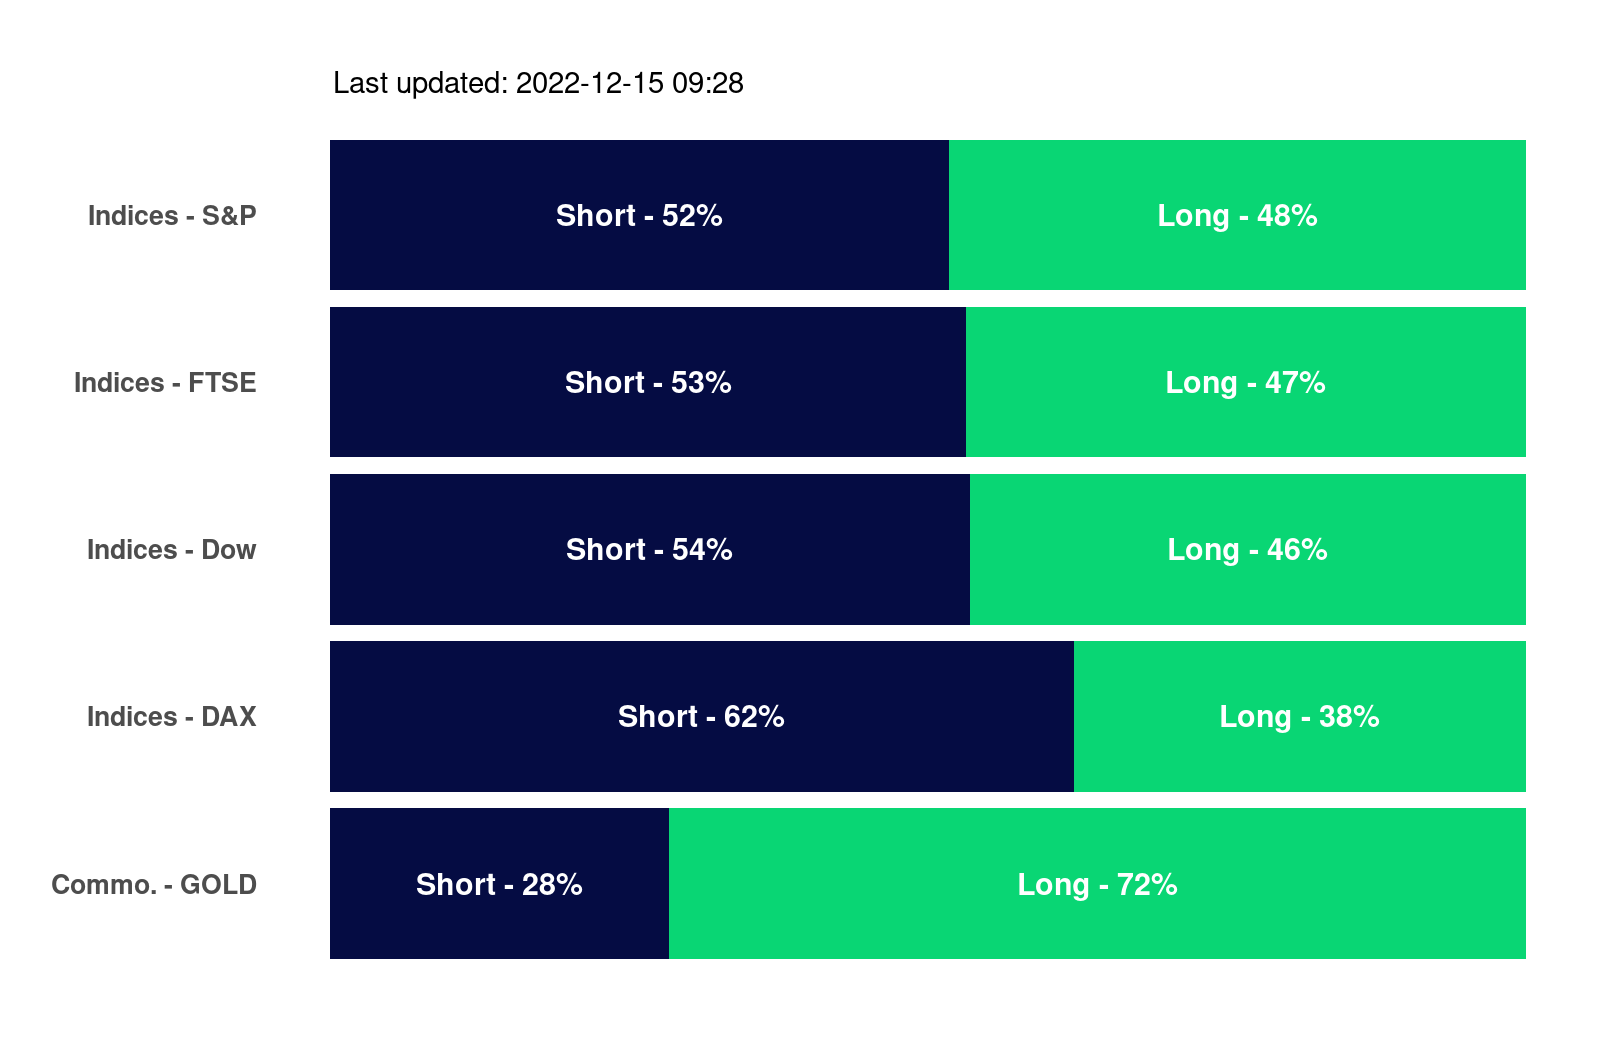 Last updated: 2022-12-15 09:28
Indices - S&P
Short - 52%
Long - 48%
Indices - FTSE
Short - 53%
Long - 47%
Indices - Dow
Short - 54%
Long - 46%
Indices - DAX
Short - 62%
Long - 38%
Commo. - GOLD
Short - 28%
Long - 72%